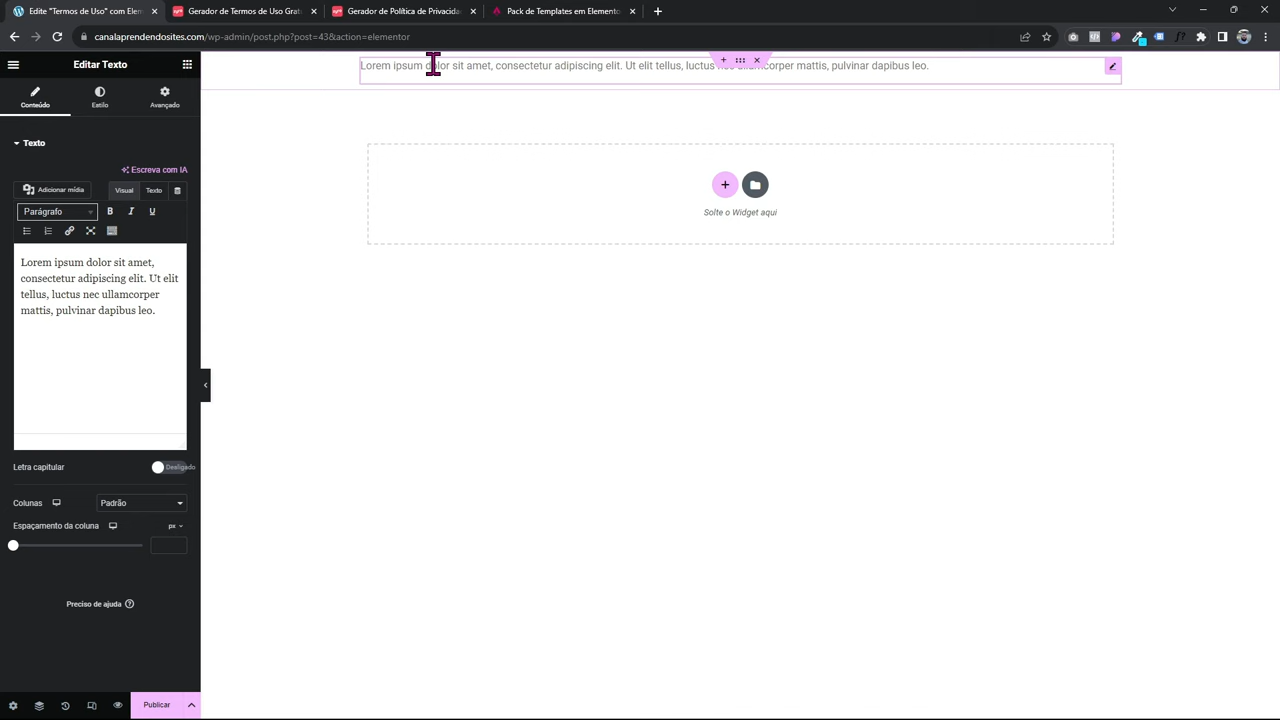 Edite "Termos de Uso" com Elemen
Gerador de Termos de Uso Gratu
Gerador de Política de Privacida
Pack de Templates em Elemento
canalaprendendosites.com/wp-admin/post.php?post=43&action=elementor
Editar Texto
Conteúdo
Estilo
Avançado
Texto
Escreva com IA
Adicionar mídia
Visual
Texto
Parágrafo
B I U
Lorem ipsum dolor sit amet,
consectetur adipiscing elit. Ut elit
tellus, luctus nec ullamcorper
mattis, pulvinar dapibus leo.
Letra capitular
Desligado
Colunas
Padrão
Espaçamento da coluna
px
Preciso de ajuda
Publicar
Lorem ipsum dolor sit amet, consectetur adipiscing elit. Ut elit tellus, luctus nec ullamcorper mattis, pulvinar dapibus leo.
Solte o Widget aqui